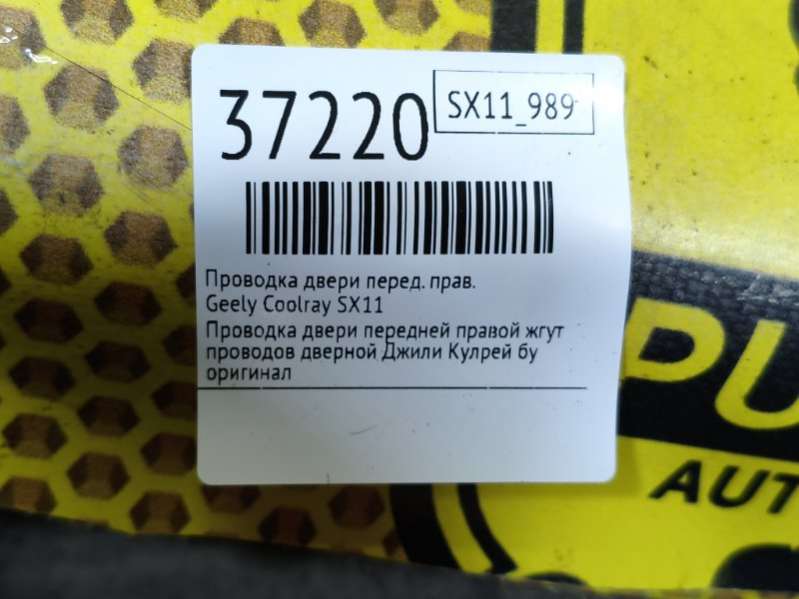 37220
SX11_989
Проводка двери перед. прав.
Geely Coolray SX11
Проводка двери передней правой жгут
проводов дверной Джили Кулрей бу
оригинал
PU
AUT